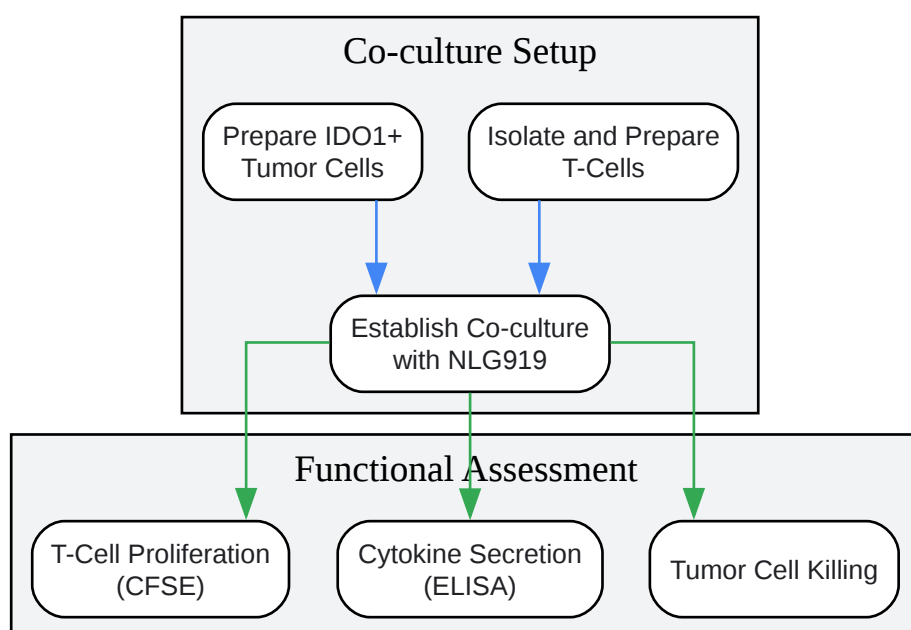 Co-culture Setup
Prepare IDO1+
Tumor Cells
Isolate and Prepare
T-Cells
Establish Co-culture
with NLG919
Functional Assessment
T-Cell Proliferation
(CFSE)
Cytokine Secretion
(ELISA)
Tumor Cell Killing